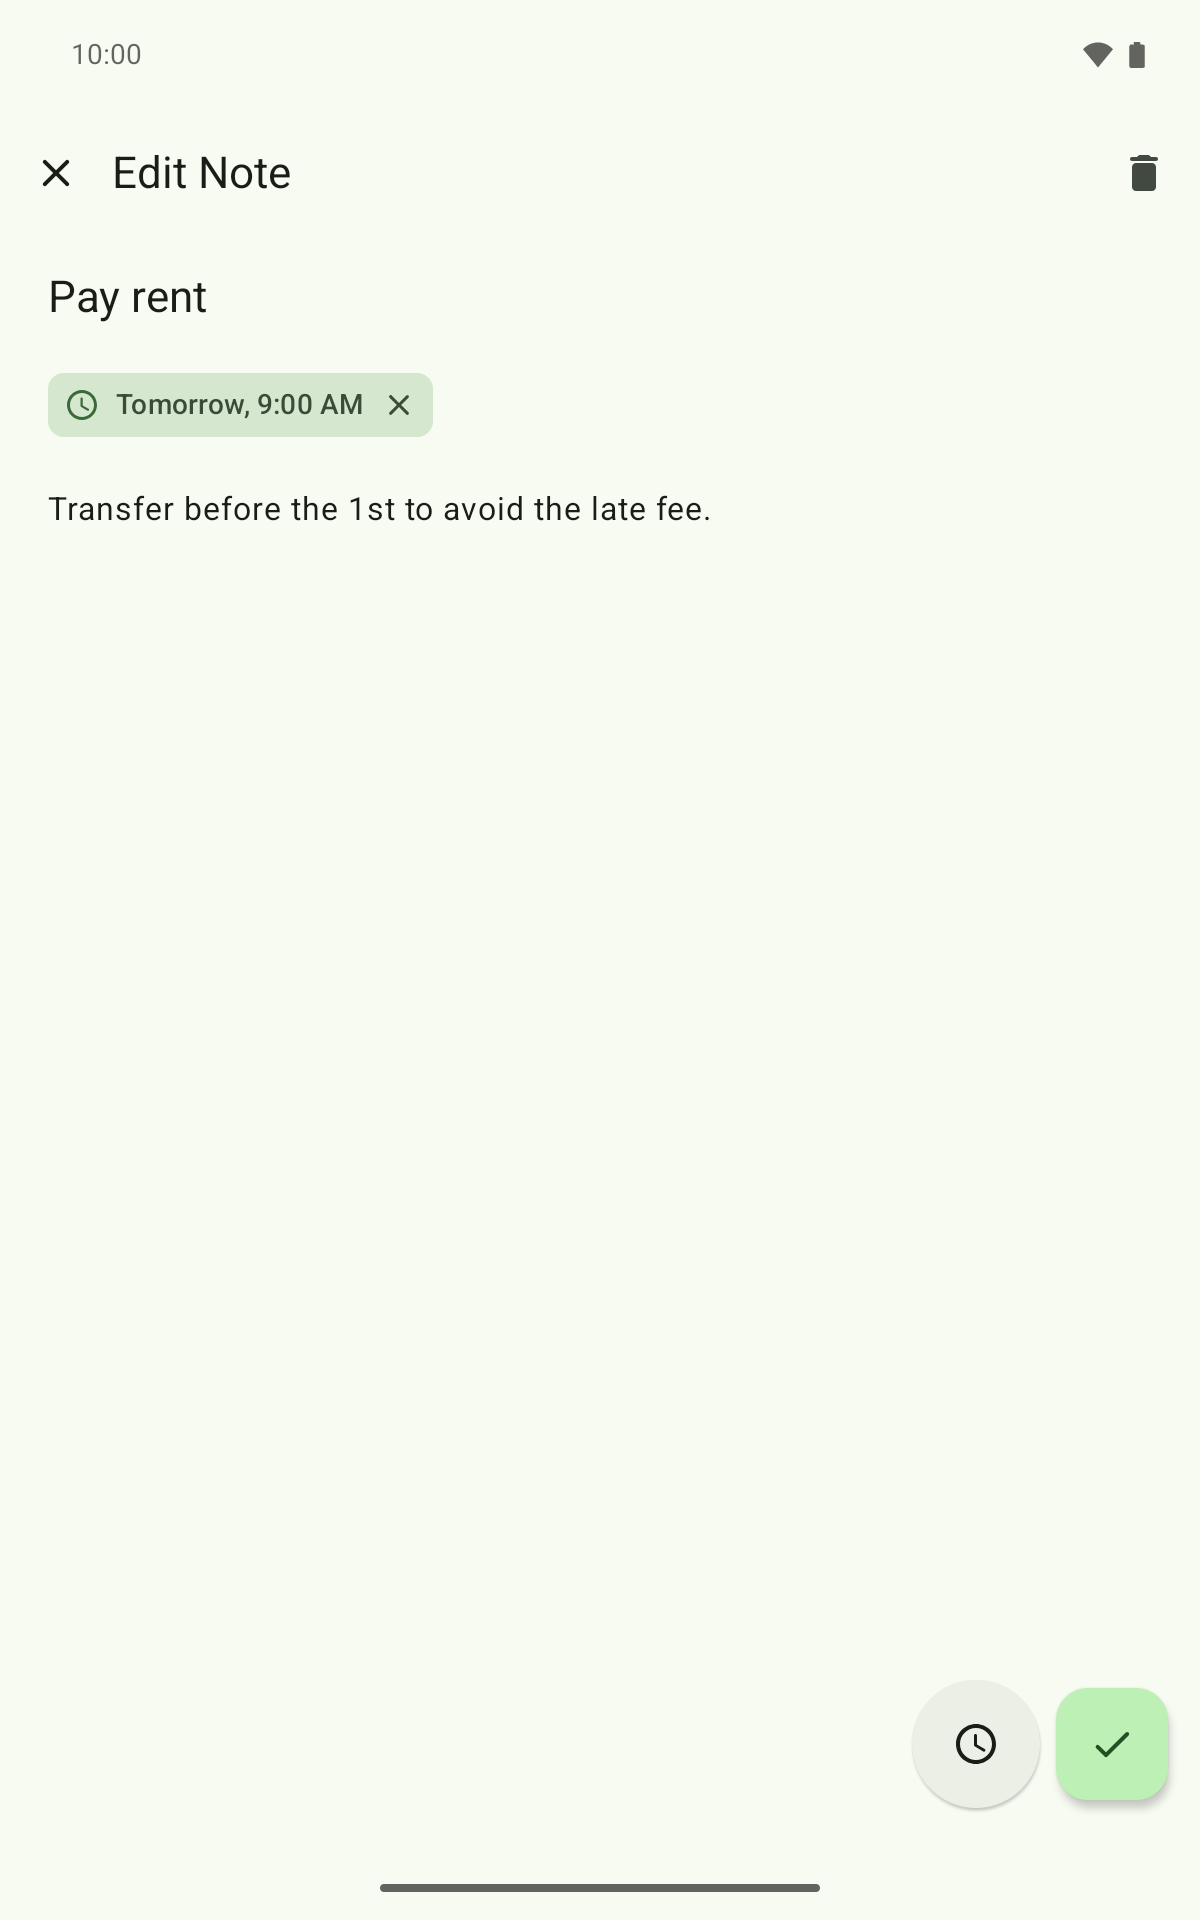 10:00
Edit Note
Pay rent
Tomorrow, 9:00 AM
Transfer before the 1st to avoid the late fee.